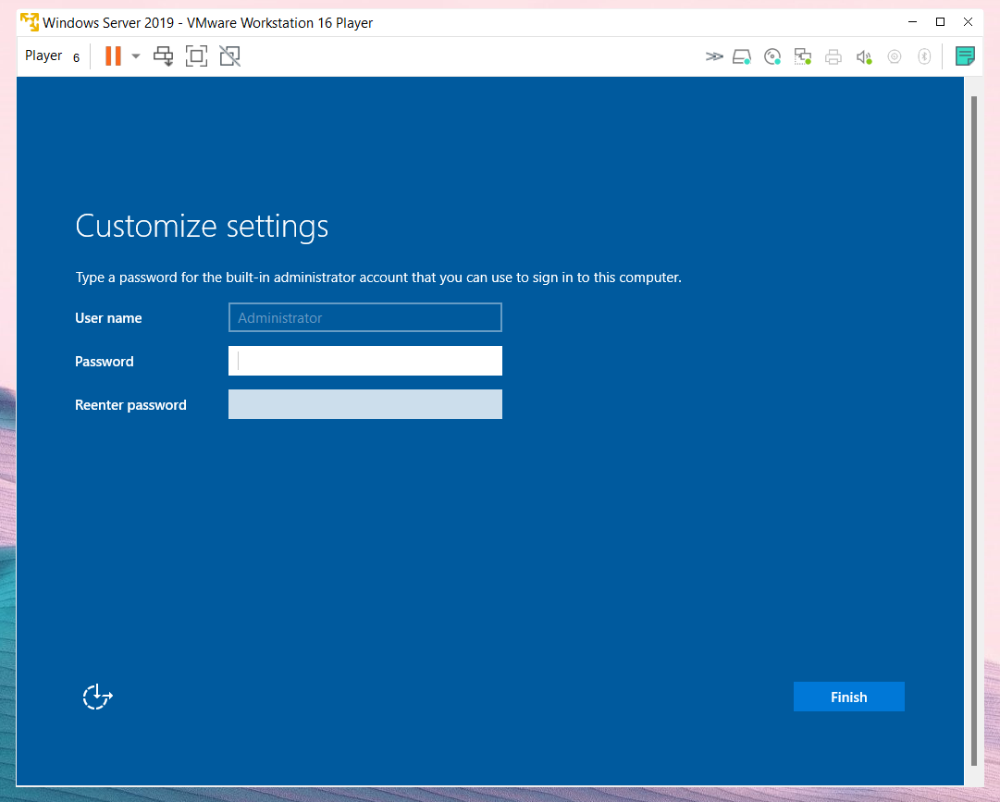 Windows Server 2019 - VMware Workstation 16 Player
Player 6
Customize settings
Type a password for the built-in administrator account that you can use to sign in to this computer.
User name Administrator
Password
Reenter password
Finish